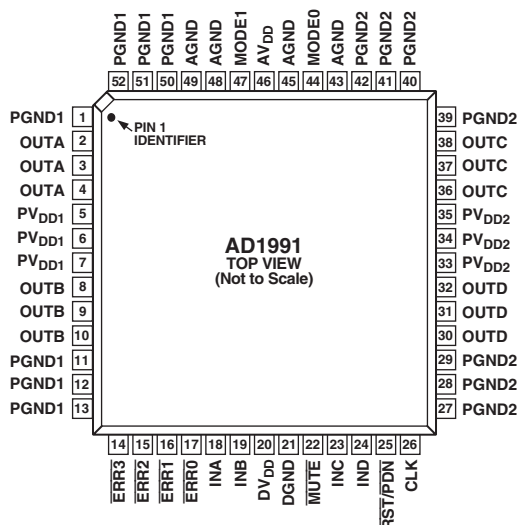 52 PGND1
51 PGND1
50 PGND1
49 AGND
48 AGND
47 MODE1
46 AVDD
45 AGND
44 MODE0
43 AGND
42 PGND2
41 PGND2
40 PGND2
PGND1 1
OUTA 2
OUTA 3
OUTA 4
PVDD1 5
PVDD1 6
PVDD1 7
OUTB 8
OUTB 9
OUTB 10
PGND1 11
PGND1 12
PGND1 13
PIN 1
IDENTIFIER
AD1991
TOP VIEW
(Not to Scale)
39 PGND2
38 OUTC
37 OUTC
36 OUTC
35 PVDD2
34 PVDD2
33 PVDD2
32 OUTD
31 OUTD
30 OUTD
29 PGND2
28 PGND2
27 PGND2
14 ERR3
15 ERR2
16 ERR1
17 ERR0
18 INA
19 INB
20 DVDD
21 DGND
22 MUTE
23 INC
24 IND
25 RST/PDN
26 CLK